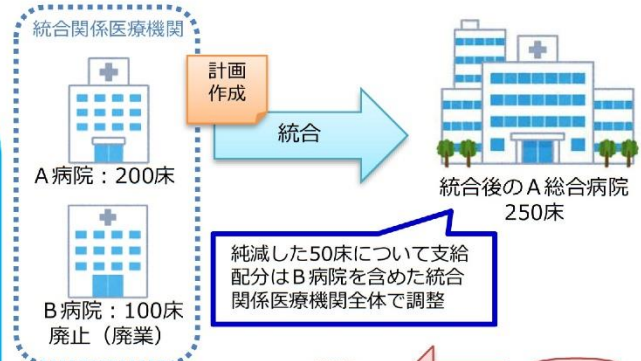 統合関係医療機関
計画
作成
統合
A病院：200床
B病院：100床
廃止（廃業）
統合後のA総合病院
250床
純減した50床について支給
配分はB病院を含めた統合
関係医療機関全体で調整